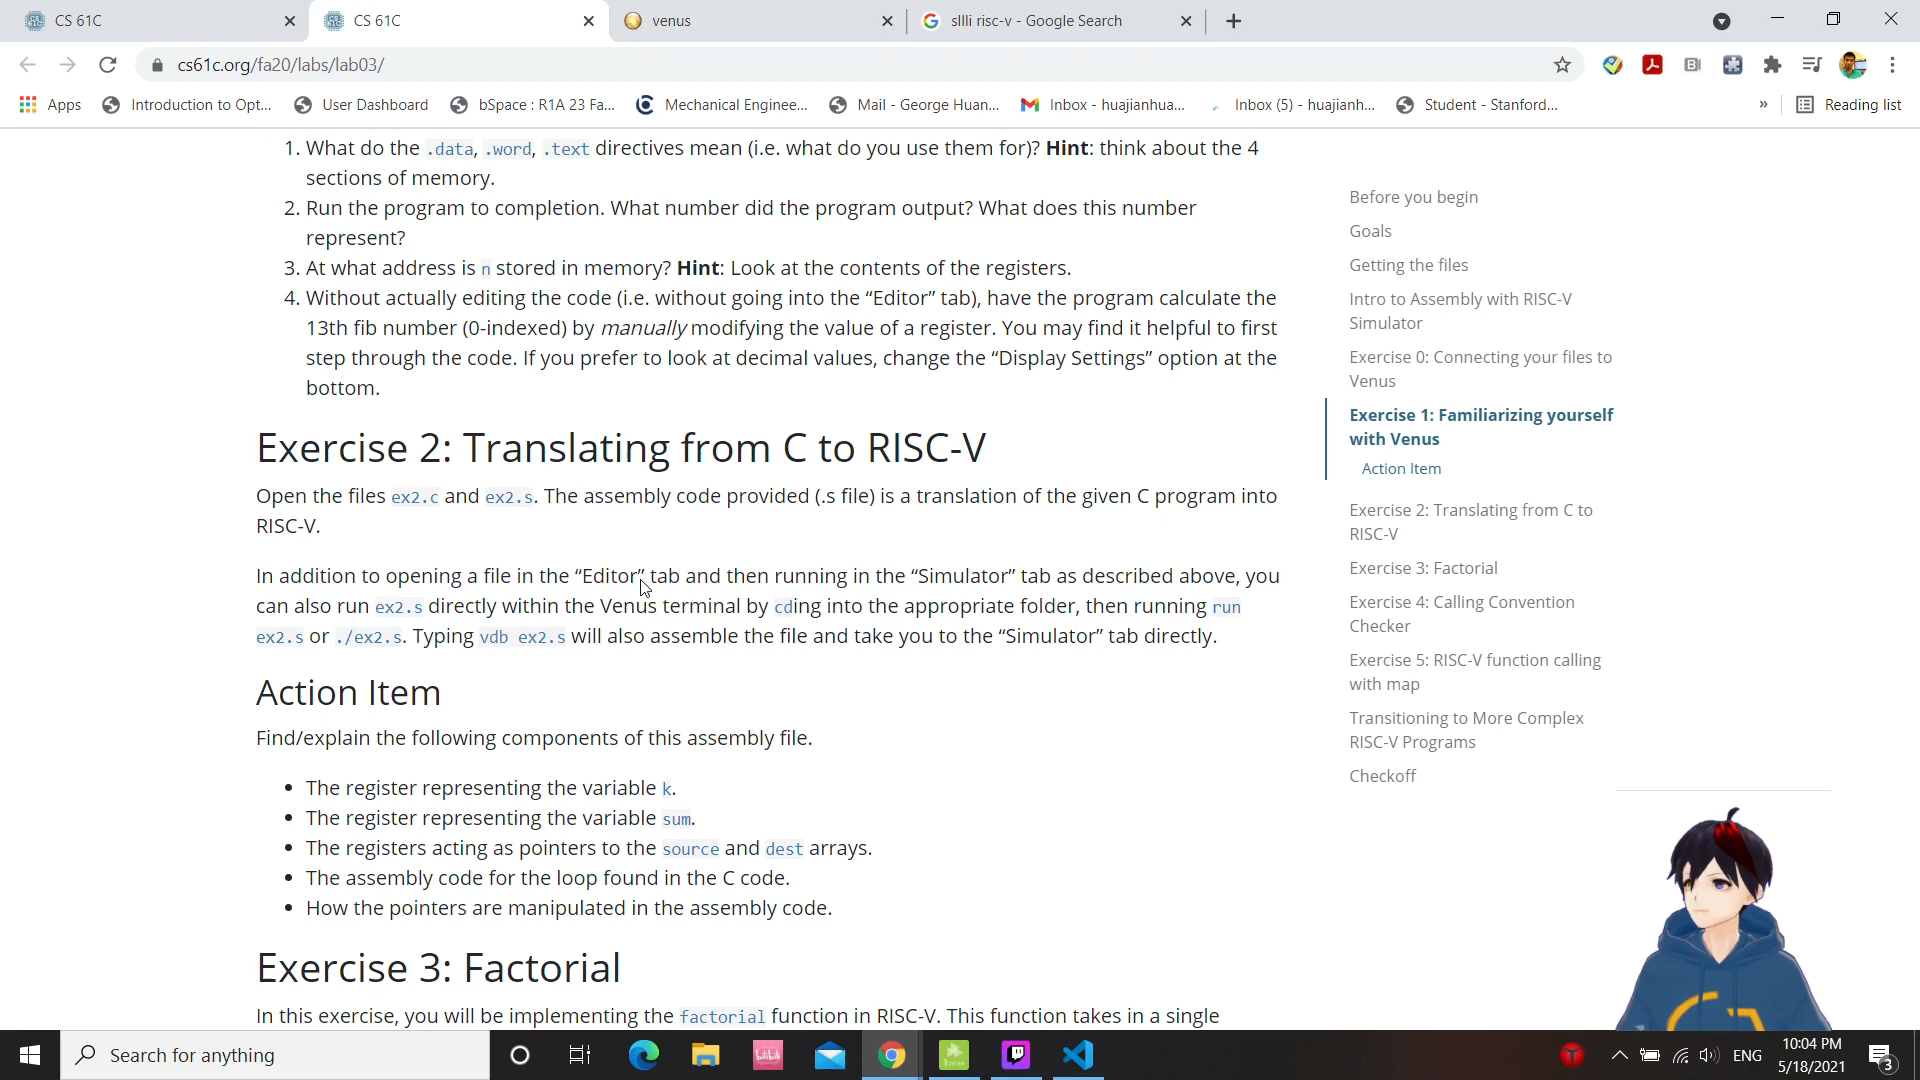 CS 61C
CS 61C
venus
sllli risc-v - Google Search
cs61c.org/fa20/labs/lab03/
Apps
Introduction to Opt...
User Dashboard
bSpace : R1A 23 Fa...
Mechanical Enginee...
Mail - George Huan...
Inbox - huajianhua...
Inbox (5) - huajianh...
Student - Stanford...
»
Reading list
1. What do the .data, .word, .text directives mean (i.e. what do you use them for)? Hint: think about the 4
sections of memory.
2. Run the program to completion. What number did the program output? What does this number
represent?
3. At what address is n stored in memory? Hint: Look at the contents of the registers.
4. Without actually editing the code (i.e. without going into the “Editor” tab), have the program calculate the
13th fib number (0-indexed) by manually modifying the value of a register. You may find it helpful to first
step through the code. If you prefer to look at decimal values, change the “Display Settings” option at the
bottom.
Exercise 2: Translating from C to RISC-V
Open the files ex2.c and ex2.s. The assembly code provided (.s file) is a translation of the given C program into
RISC-V.
In addition to opening a file in the “Editor” tab and then running in the “Simulator” tab as described above, you
can also run ex2.s directly within the Venus terminal by cding into the appropriate folder, then running run
ex2.s or ./ex2.s. Typing vdb ex2.s will also assemble the file and take you to the “Simulator” tab directly.
Action Item
Find/explain the following components of this assembly file.
• The register representing the variable k.
• The register representing the variable sum.
• The registers acting as pointers to the source and dest arrays.
• The assembly code for the loop found in the C code.
• How the pointers are manipulated in the assembly code.
Exercise 3: Factorial
In this exercise, you will be implementing the factorial function in RISC-V. This function takes in a single
Before you begin
Goals
Getting the files
Intro to Assembly with RISC-V
Simulator
Exercise 0: Connecting your files to
Venus
Exercise 1: Familiarizing yourself
with Venus
Action Item
Exercise 2: Translating from C to
RISC-V
Exercise 3: Factorial
Exercise 4: Calling Convention
Checker
Exercise 5: RISC-V function calling
with map
Transitioning to More Complex
RISC-V Programs
Checkoff
Search for anything
ENG
10:04 PM
5/18/2021
3